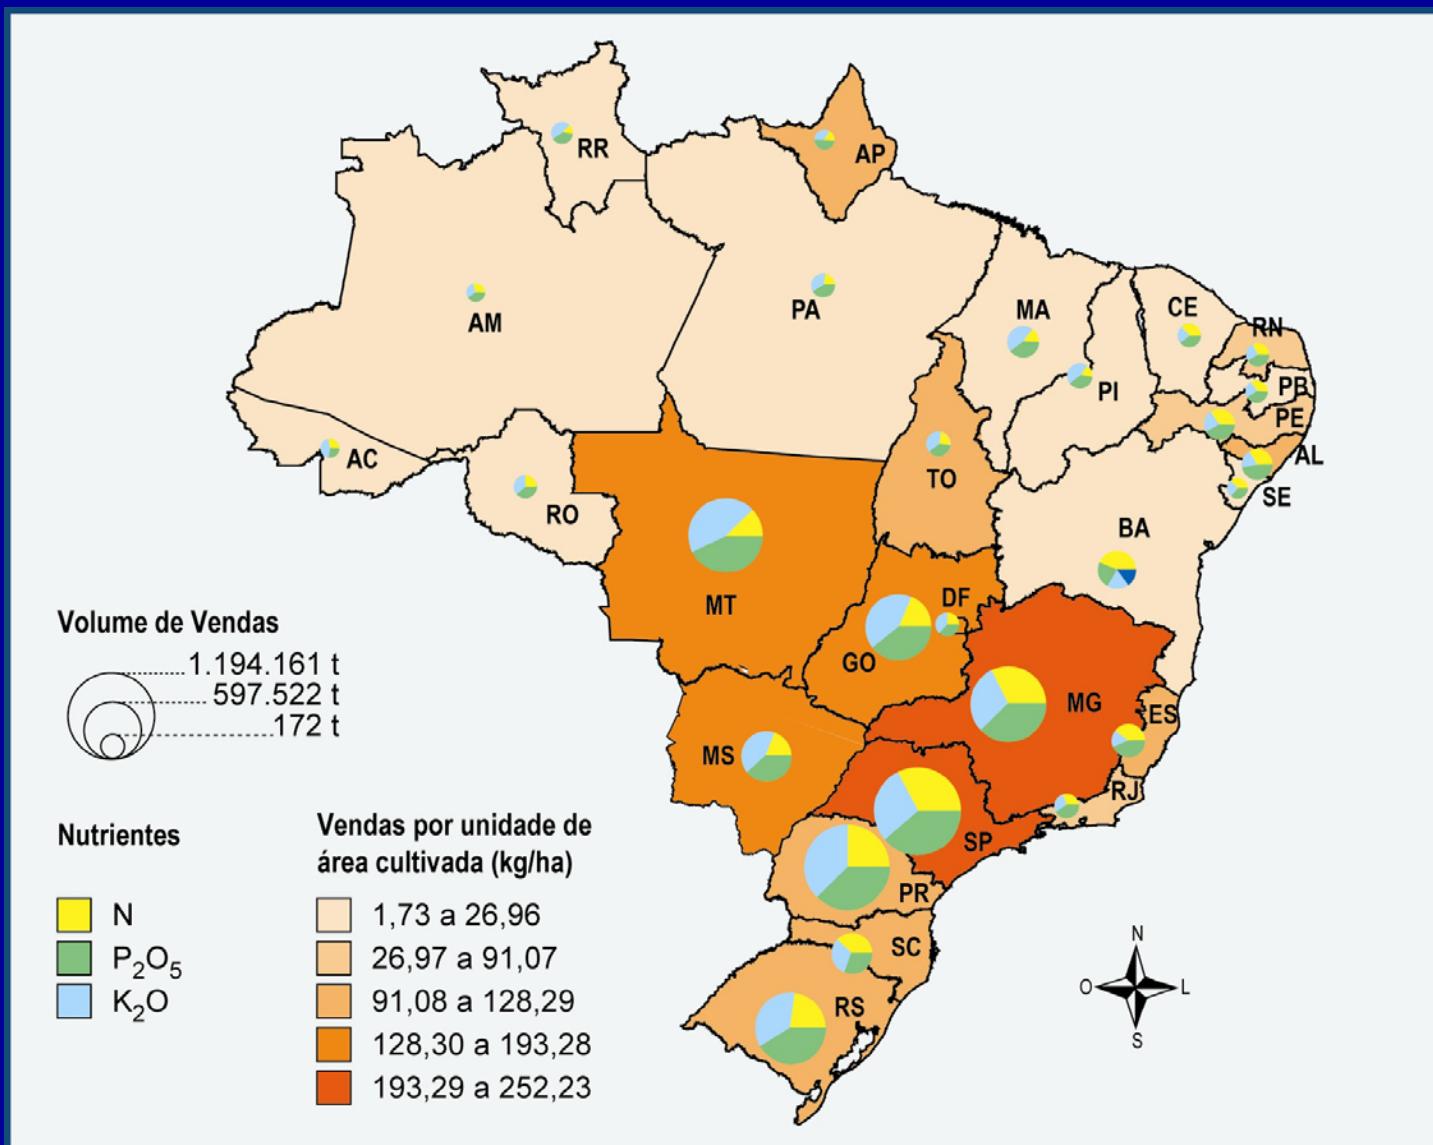 RR
AP
AM
PA
MA
CE
RN
PI
PB
PE
AL
SE
AC
RO
TO
BA
MT
DF
GO
MG
ES
MS
RJ
SP
PR
SC
RS
Volume de Vendas
1.194.161 t
597.522 t
172 t
Nutrientes
N
P₂O₅
K₂O
Vendas por unidade de
área cultivada (kg/ha)
1,73 a 26,96
26,97 a 91,07
91,08 a 128,29
128,30 a 193,28
193,29 a 252,23
N
O L
S